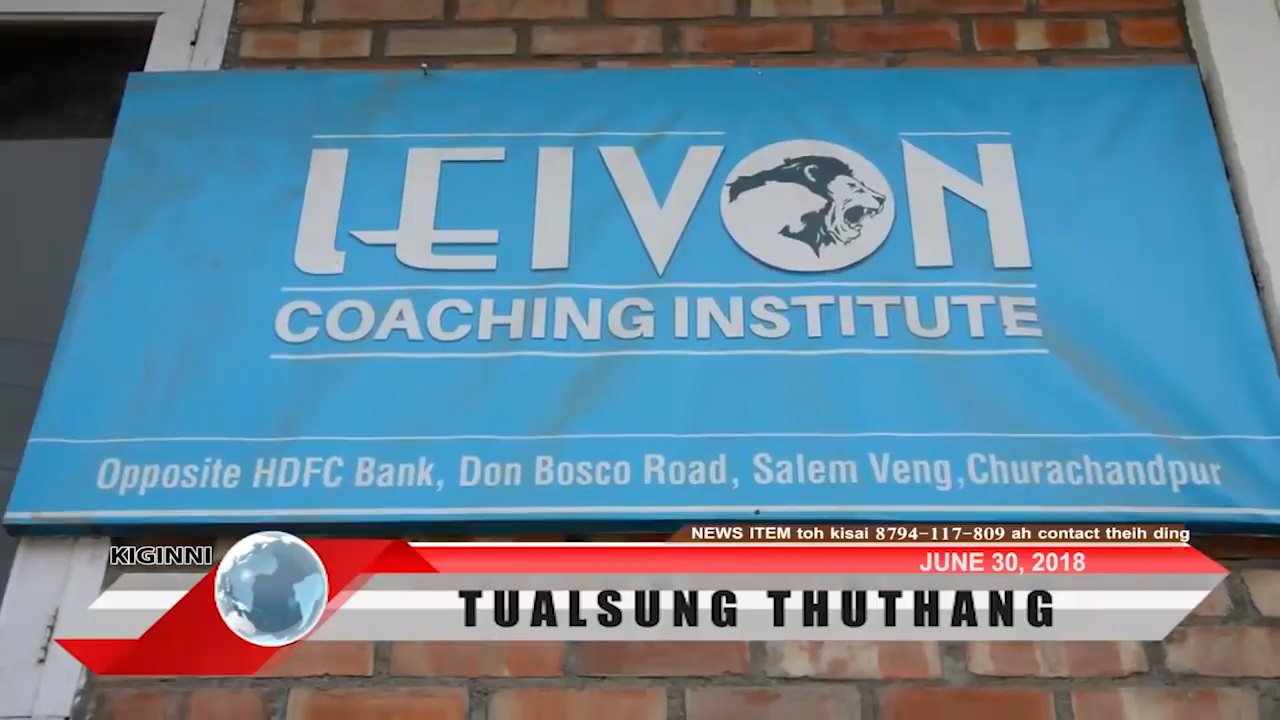 LEIVON
COACHING INSTITUTE
Opposite HDFC Bank, Don Bosco Road, Salem Veng,Churachandpur
NEWS ITEM toh kisai 8794-117-809 ah contact theih ding
KIGINNI
JUNE 30, 2018
TUALSUNG THUTHANG